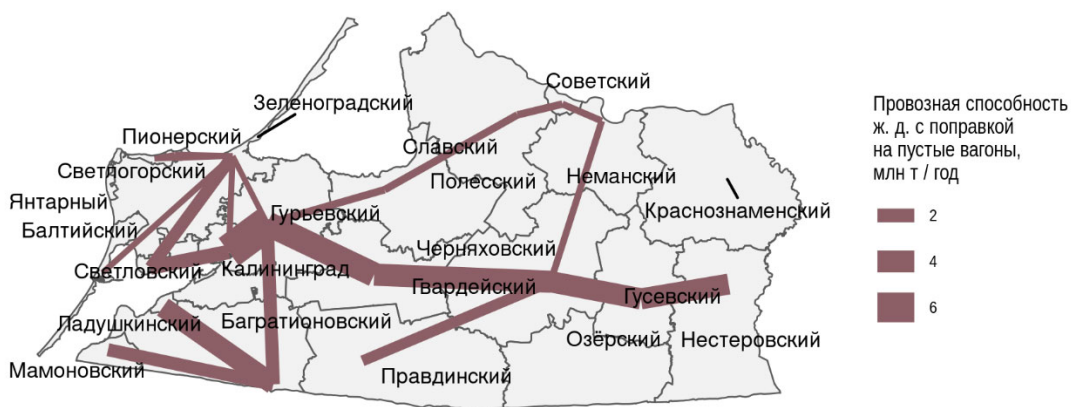 Советский
Зеленоградский
Пионерский
Славский
Светлогорский
Полесский
Неманский
Янтарный
Гурьевский
Краснознаменский
Балтийский
Черняховский
Светловский
Калининград
Гвардейский
Гусевский
Ладушкинский
Багратионовский
Озёрский
Нестеровский
Мамоновский
Правдинский
Провозная способность
ж. д. с поправкой
на пустые вагоны,
млн т / год
2
4
6